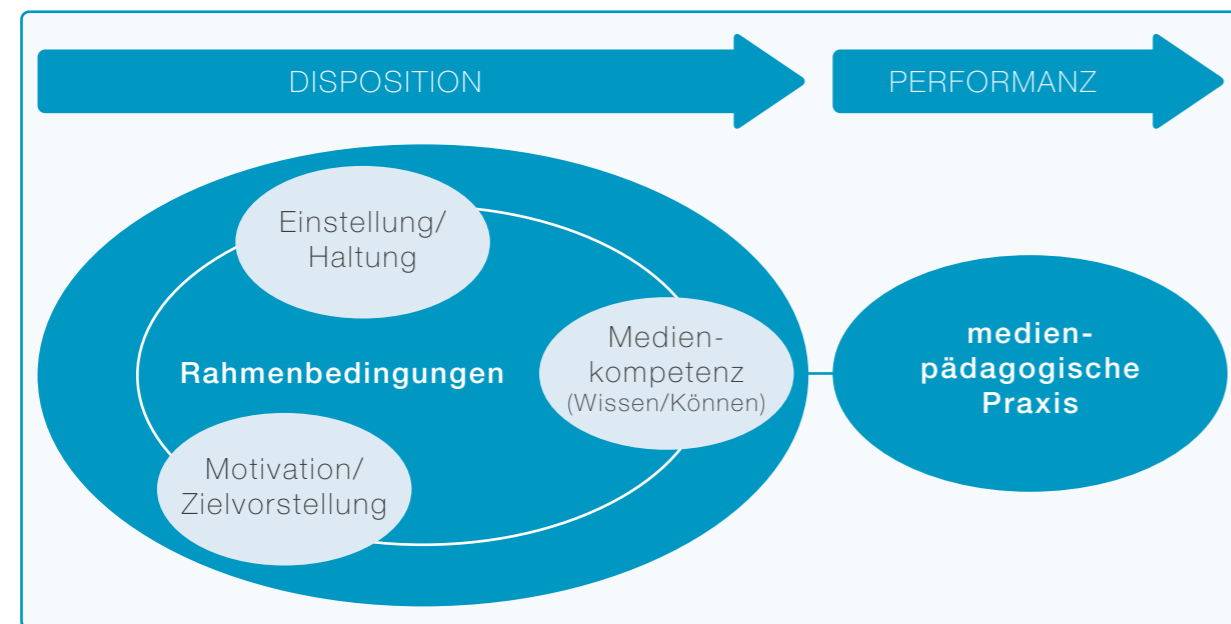 DISPOSITION
PERFORMANZ
Einstellung/
Haltung
Rahmenbedingungen
Medien-
kompetenz
(Wissen/Können)
Motivation/
Zielvorstellung
medien-
pädagogische
Praxis